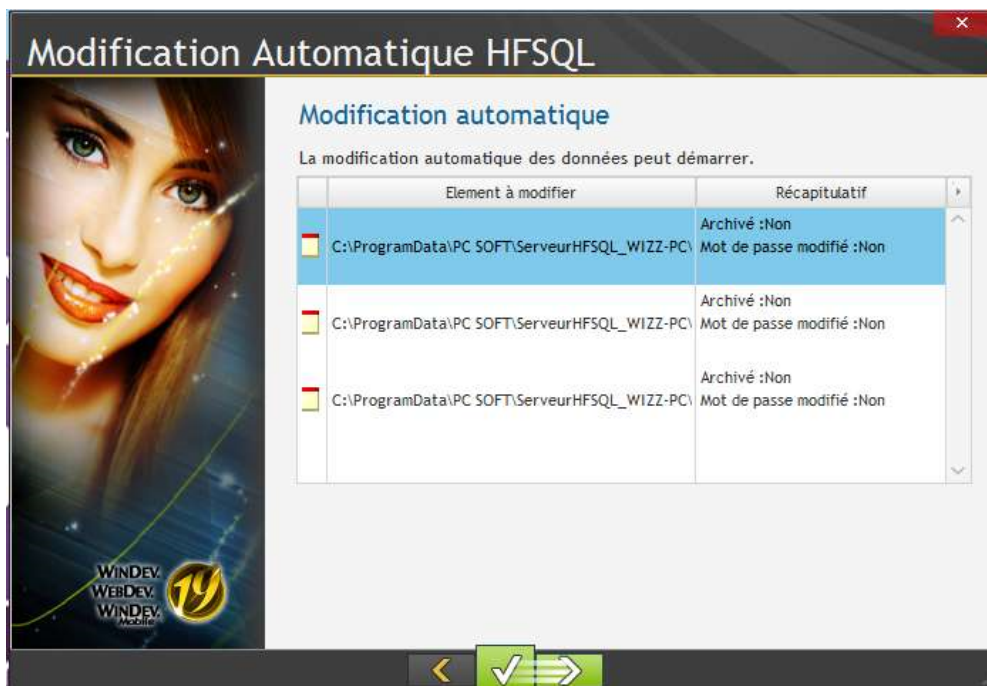 Modification Automatique HFSQL
Modification automatique
La modification automatique des données peut démarrer.
Element à modifier
Récapitulatif
C:\ProgramData\PC SOFT\ServeurHFSQL_WIZZ-PC\
Archivé :Non
Mot de passe modifié :Non
C:\ProgramData\PC SOFT\ServeurHFSQL_WIZZ-PC\
Archivé :Non
Mot de passe modifié :Non
C:\ProgramData\PC SOFT\ServeurHFSQL_WIZZ-PC\
Archivé :Non
Mot de passe modifié :Non
WINDEV.
WEBDEV.
WINDEV.
Mobile
19